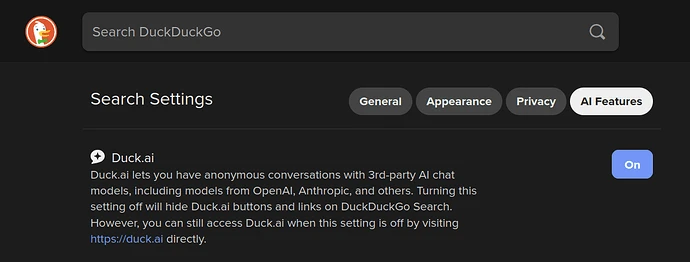 Search DuckDuckGo
Search Settings
General
Appearance
Privacy
AI Features
Duck.ai
On
Duck.ai lets you have anonymous conversations with 3rd-party AI chat
models, including models from OpenAI, Anthropic, and others. Turning this
setting off will hide Duck.ai buttons and links on DuckDuckGo Search.
However, you can still access Duck.ai when this setting is off by visiting
https://duck.ai directly.